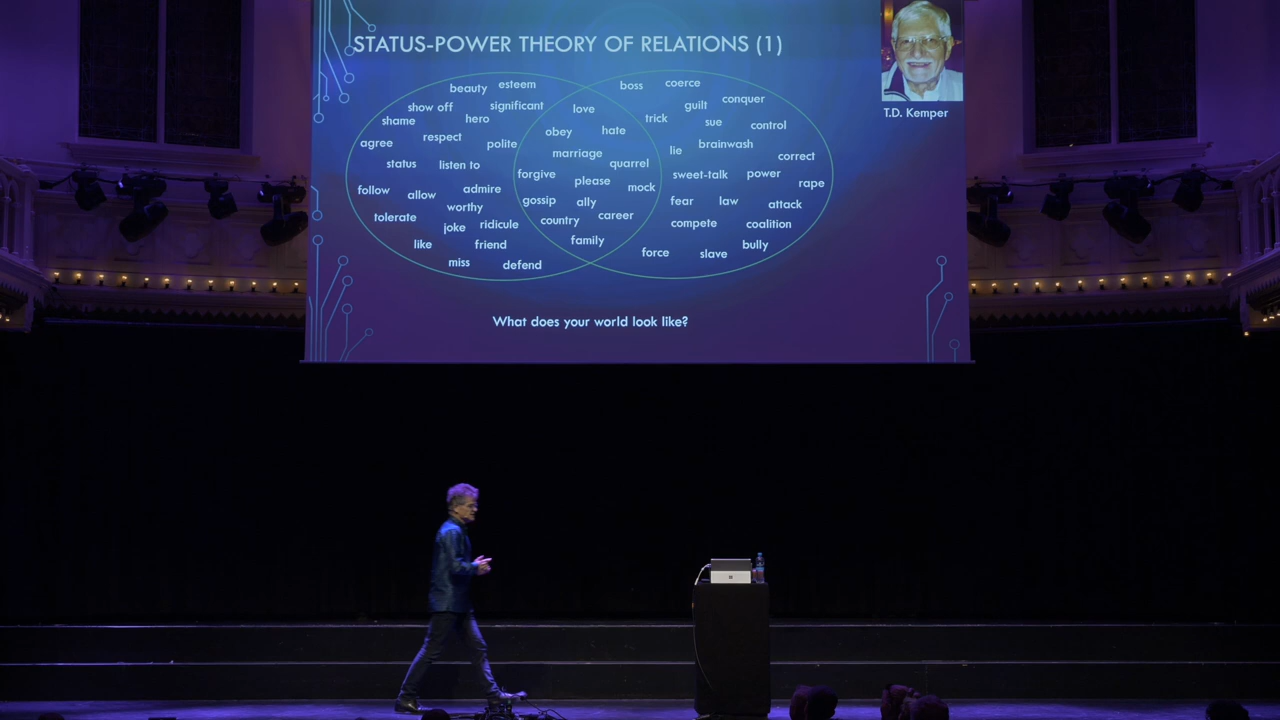 STATUS-POWER THEORY OF RELATIONS (1)
T.D. Kemper
beauty
esteem
show off
significant
shame
hero
agree
respect
polite
status
listen to
follow
allow
admire
worthy
tolerate
joke
ridicule
like
friend
miss
defend
love
obey
hate
marriage
quarrel
forgive
please
mock
gossip
ally
country
career
family
boss
coerce
guilt
conquer
trick
sue
control
lie
brainwash
correct
sweet-talk
power
rape
fear
law
attack
compete
coalition
force
slave
bully
What does your world look like?